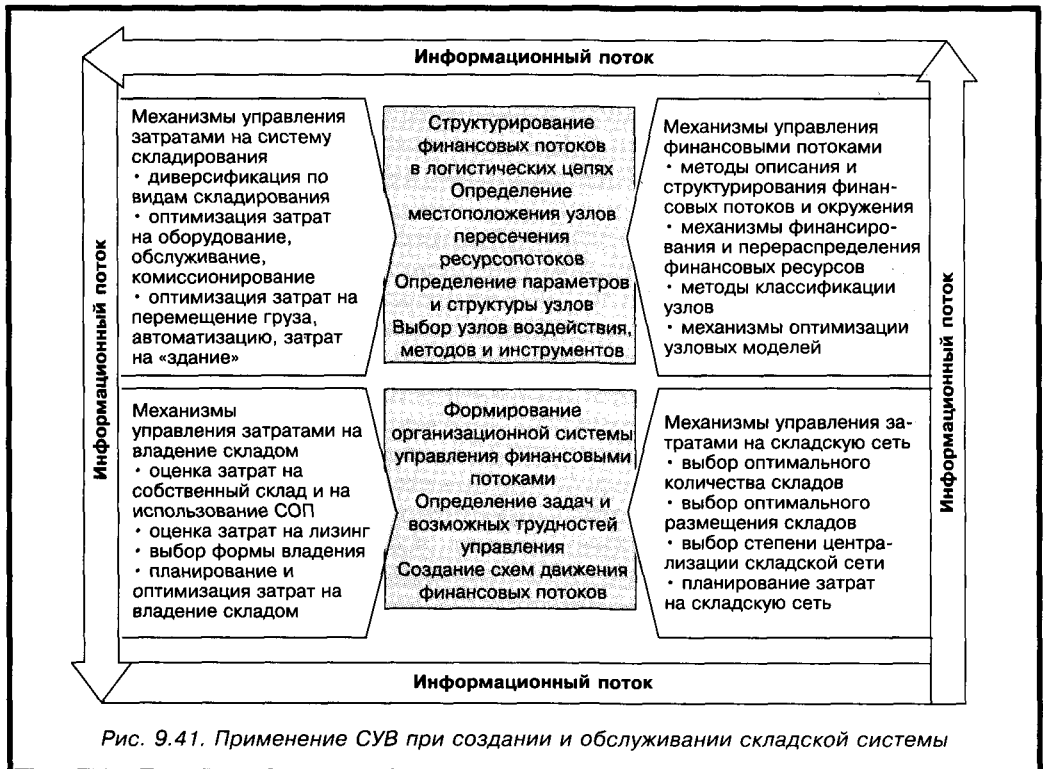 Информационный поток
Информационный поток
Механизмы управления
затратами на систему
складирования
• диверсификация по
видам складирования
• оптимизация затрат
на оборудование,
обслуживание,
комиссионирование
• оптимизация затрат на
перемещение груза,
автоматизацию, затрат
на «здание»
Структурирование
финансовых потоков
в логистических цепях
Определение
местоположения узлов
пересечения
ресурсопотоков
Определение параметров
и структуры узлов
Выбор узлов воздействия,
методов и инструментов
Механизмы управления
финансовыми потоками
• методы описания и
структурирования финан-
совых потоков и окружения
• механизмы финансиро-
вания и перераспределения
финансовых ресурсов
• методы классификации
узлов
• механизмы оптимизации
узловых моделей
Информационный поток
Механизмы
управления затратами на
владение складом
• оценка затрат на
собственный склад и на
использование СОП
• оценка затрат на лизинг
• выбор формы владения
• планирование и
оптимизация затрат на
владение складом
Формирование
организационной системы
управления финансовыми
потоками
Определение задач и
возможных трудностей
управления
Создание схем движения
финансовых потоков
Механизмы управления за-
тратами на складскую сеть
• выбор оптимального
количества складов
• выбор оптимального
размещения складов
• выбор степени центра-
лизации складской сети
• планирование затрат
на складскую сеть
Информационный поток
Рис. 9.41. Применение СУВ при создании и обслуживании складской системы